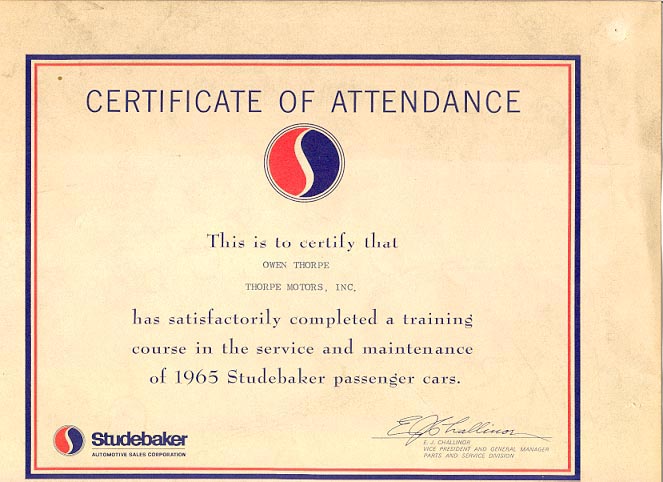 CERTIFICATE OF ATTENDANCE
This is to certify that
OWEN THORPE
THORPE MOTORS, INC.
has satisfactorily completed a training
course in the service and maintenance
of 1965 Studebaker passenger cars.
Studebaker
AUTOMOTIVE SALES CORPORATION
E J Challinor
E. J. CHALLINOR
VICE PRESIDENT AND GENERAL MANAGER
PARTS AND SERVICE DIVISION